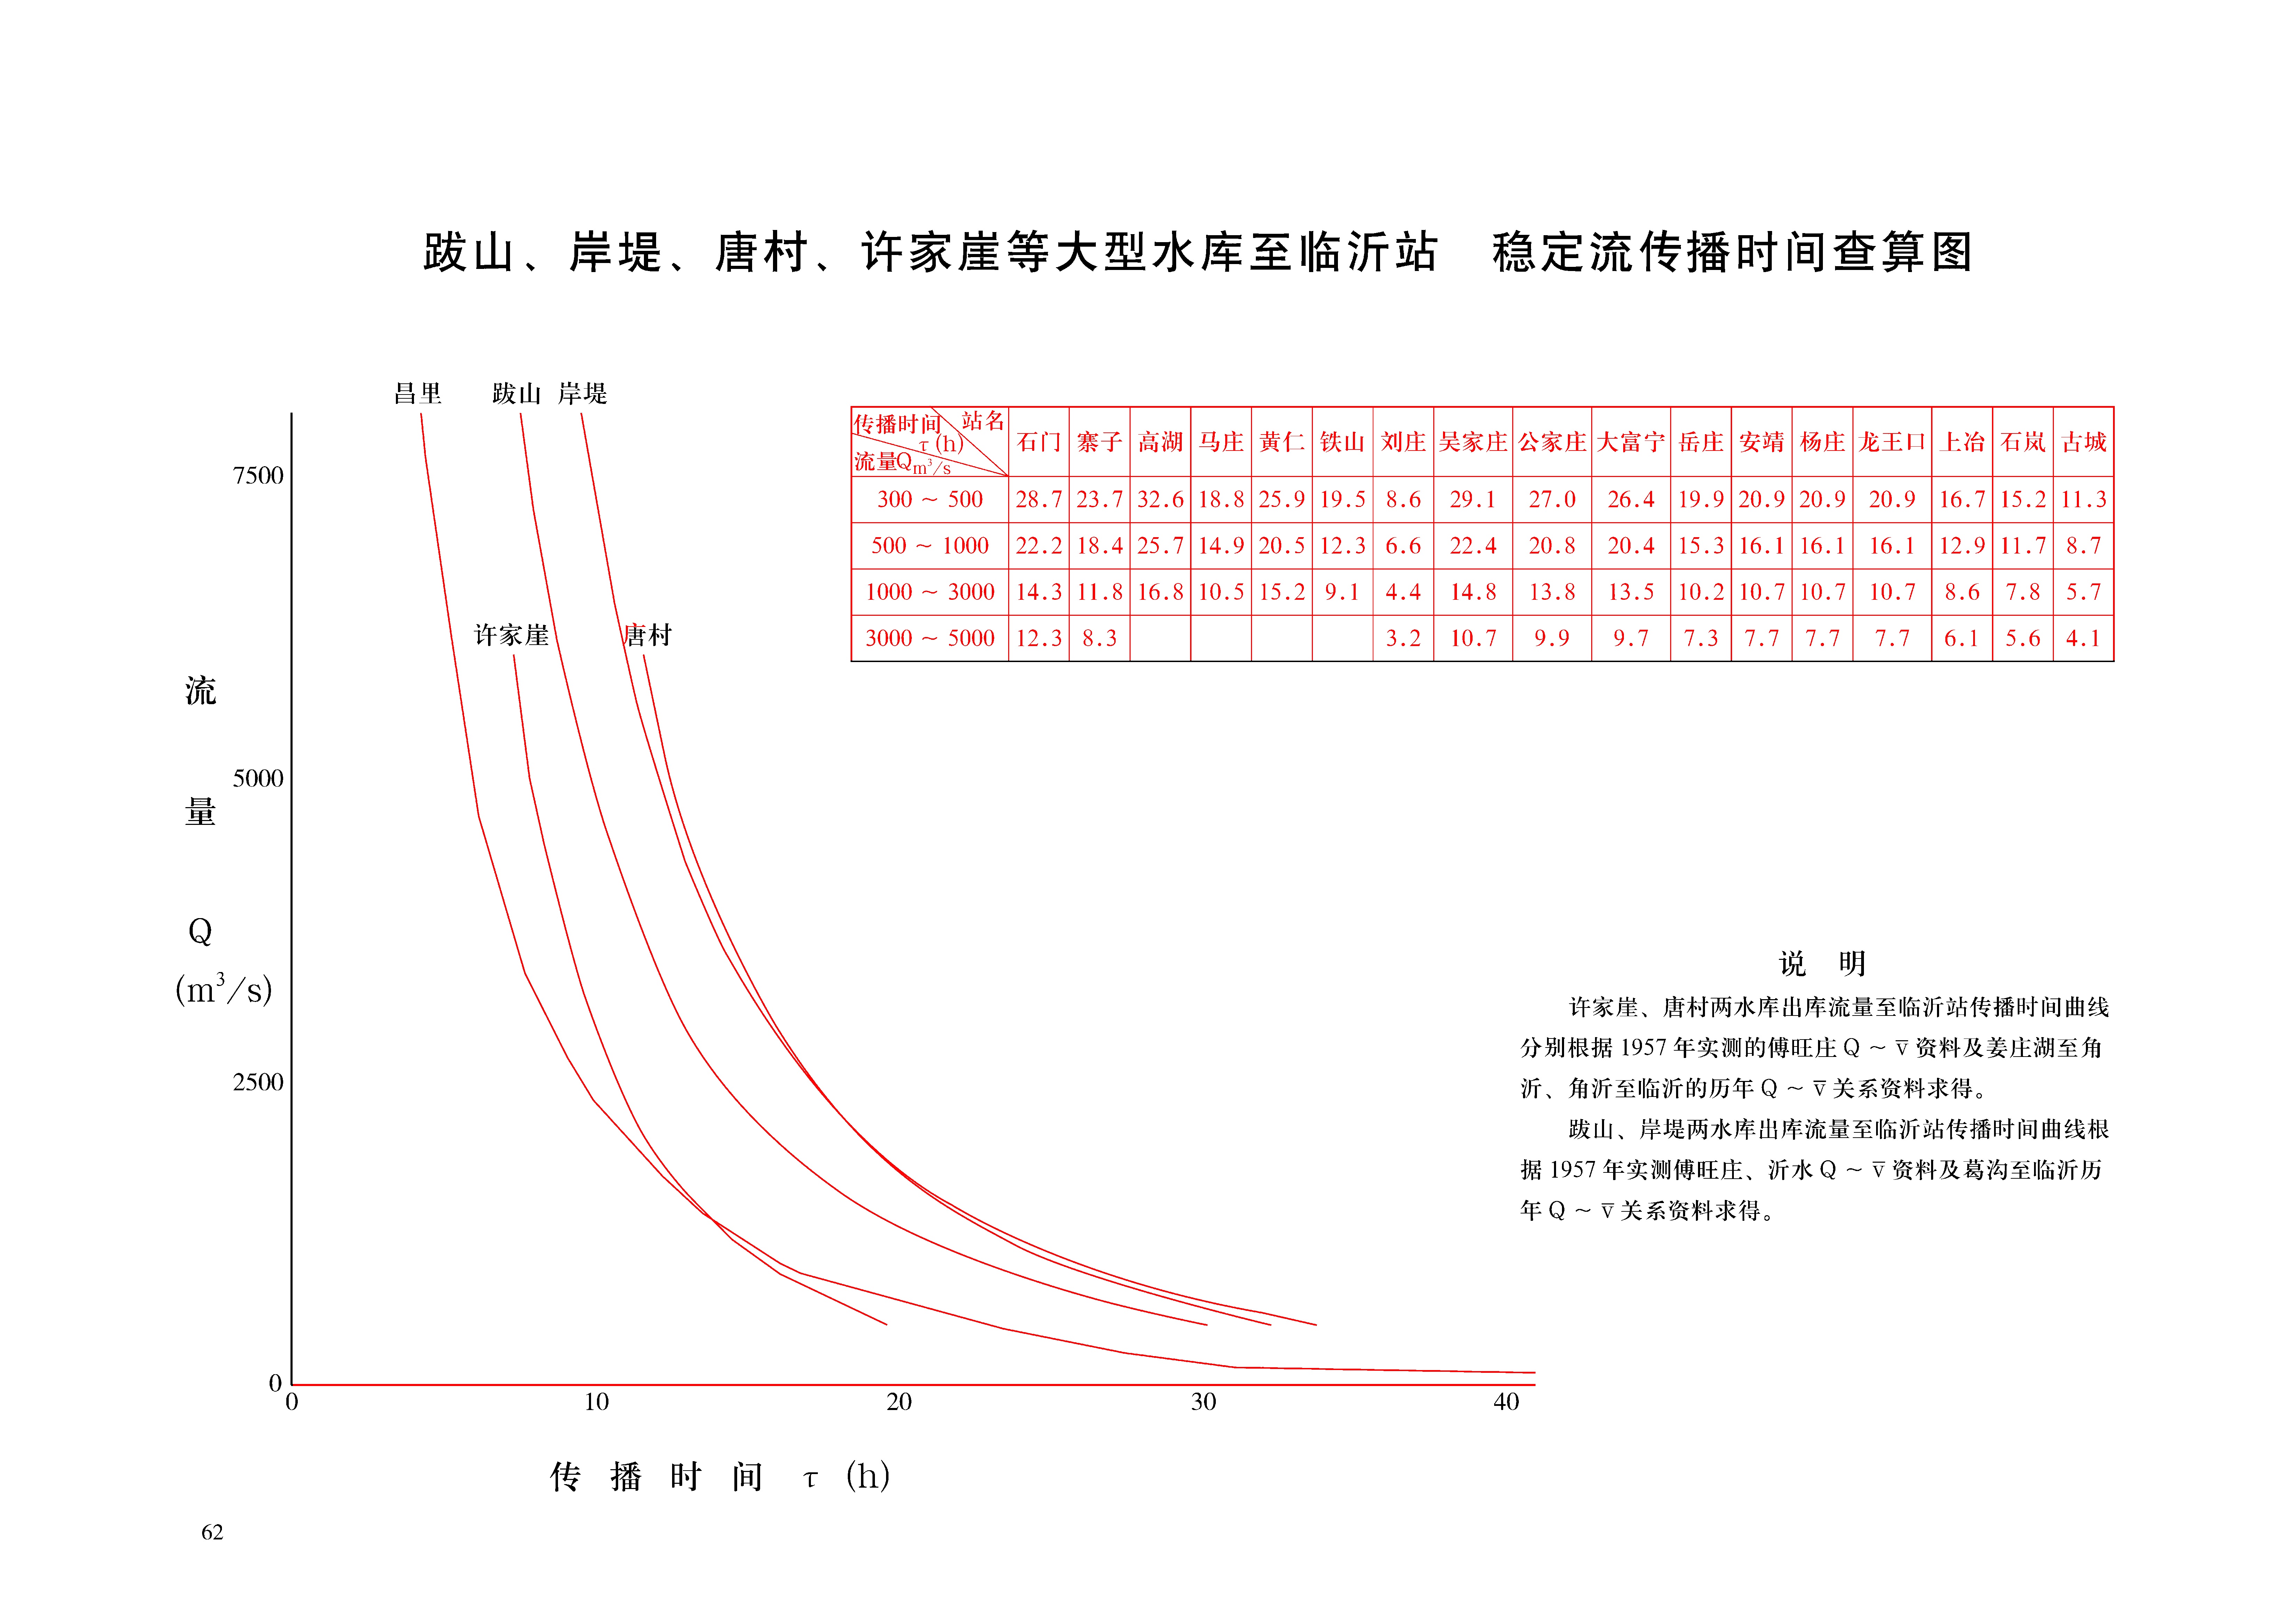 跋山、岸堤、唐村、许家崖等大型水库至临沂站 稳定流传播时间查算图
昌里 跋山 岸堤
许家崖 唐村
7500
5000
2500
0
流
量
Q
(m³/s)
0 10 20 30 40
传播时间 τ (h)
传播时间 τ(h) 站名 流量Qm³/s 石门 寨子 高湖 马庄 黄仁 铁山 刘庄 吴家庄 公家庄 大富宁 岳庄 安靖 杨庄 龙王口 上冶 石岚 古城
300 ~ 500 28.7 23.7 32.6 18.8 25.9 19.5 8.6 29.1 27.0 26.4 19.9 20.9 20.9 20.9 16.7 15.2 11.3
500 ~ 1000 22.2 18.4 25.7 14.9 20.5 12.3 6.6 22.4 20.8 20.4 15.3 16.1 16.1 16.1 12.9 11.7 8.7
1000 ~ 3000 14.3 11.8 16.8 10.5 15.2 9.1 4.4 14.8 13.8 13.5 10.2 10.7 10.7 10.7 8.6 7.8 5.7
3000 ~ 5000 12.3 8.3 3.2 10.7 9.9 9.7 7.3 7.7 7.7 7.7 6.1 5.6 4.1
说 明
许家崖、唐村两水库出库流量至临沂站传播时间曲线
分别根据 1957 年实测的傅旺庄 Q ~ v̅ 资料及姜庄湖至角
沂、角沂至临沂的历年 Q ~ v̅ 关系资料求得。
跋山、岸堤两水库出库流量至临沂站传播时间曲线根
据 1957 年实测傅旺庄、沂水 Q ~ v̅ 资料及葛沟至临沂历
年 Q ~ v̅ 关系资料求得。
62